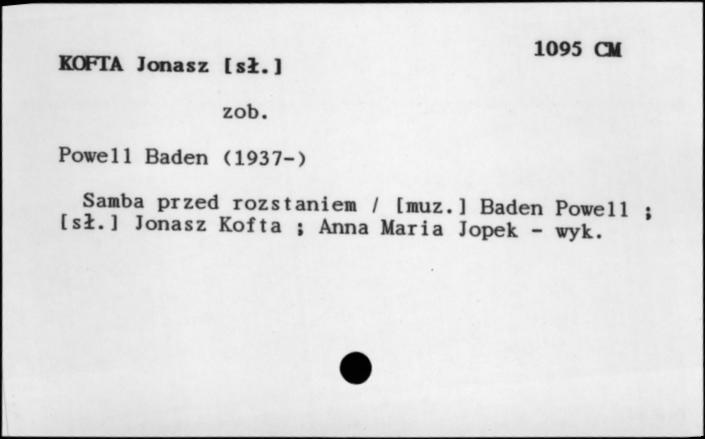 1095 CM
KOFTA Jonasz [sł.]
zob.
Powell Baden (1937-)
Samba przed rozstaniem / [muz.] Baden Powell ;
[sł.] Jonasz Kofta ; Anna Maria Jopek - wyk.